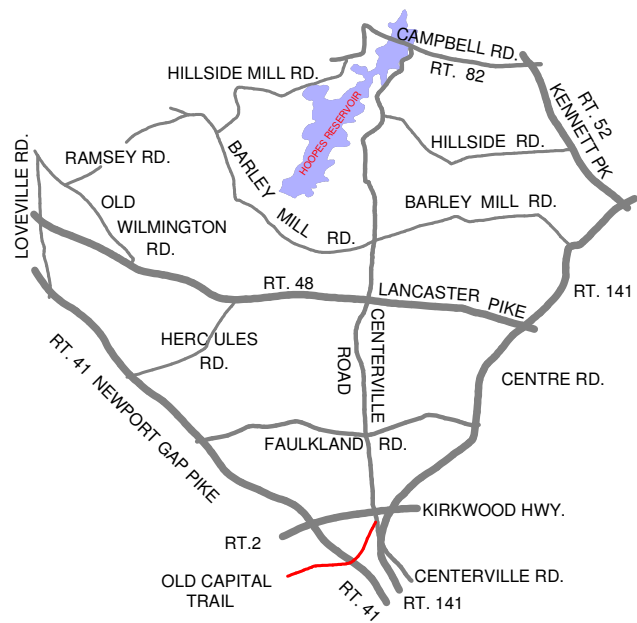 CAMPBELL RD.
RT. 82
HILLSIDE MILL RD.
HOOPES RESERVOIR
RT. 52
KENNETT PK
HILLSIDE RD.
LOVEVILLE RD.
RAMSEY RD.
BARLEY MILL RD.
BARLEY MILL RD.
OLD
WILMINGTON
RD.
RT. 48
LANCASTER PIKE
RT. 141
HERCULES
RD.
CENTERVILLE
ROAD
RT. 41 NEWPORT GAP PIKE
CENTRE RD.
FAULKLAND RD.
KIRKWOOD HWY.
RT.2
OLD CAPITAL
TRAIL
CENTERVILLE RD.
RT. 41
RT. 141